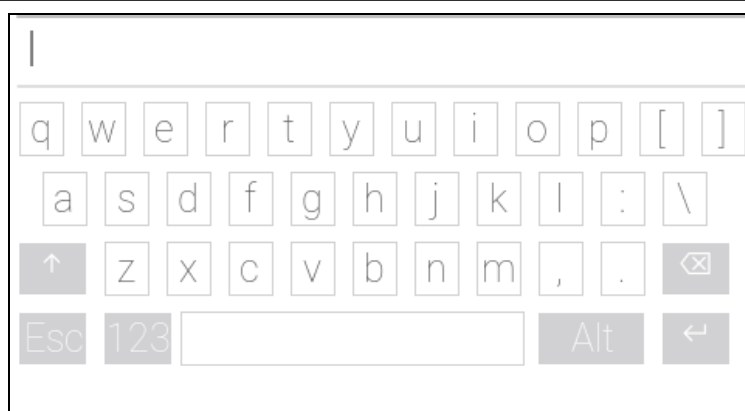 q w e r t y u i o p [ ]
a s d f g h j k l : \
↑ z x c v b n m , . ⌫
Esc 123 Alt ↵